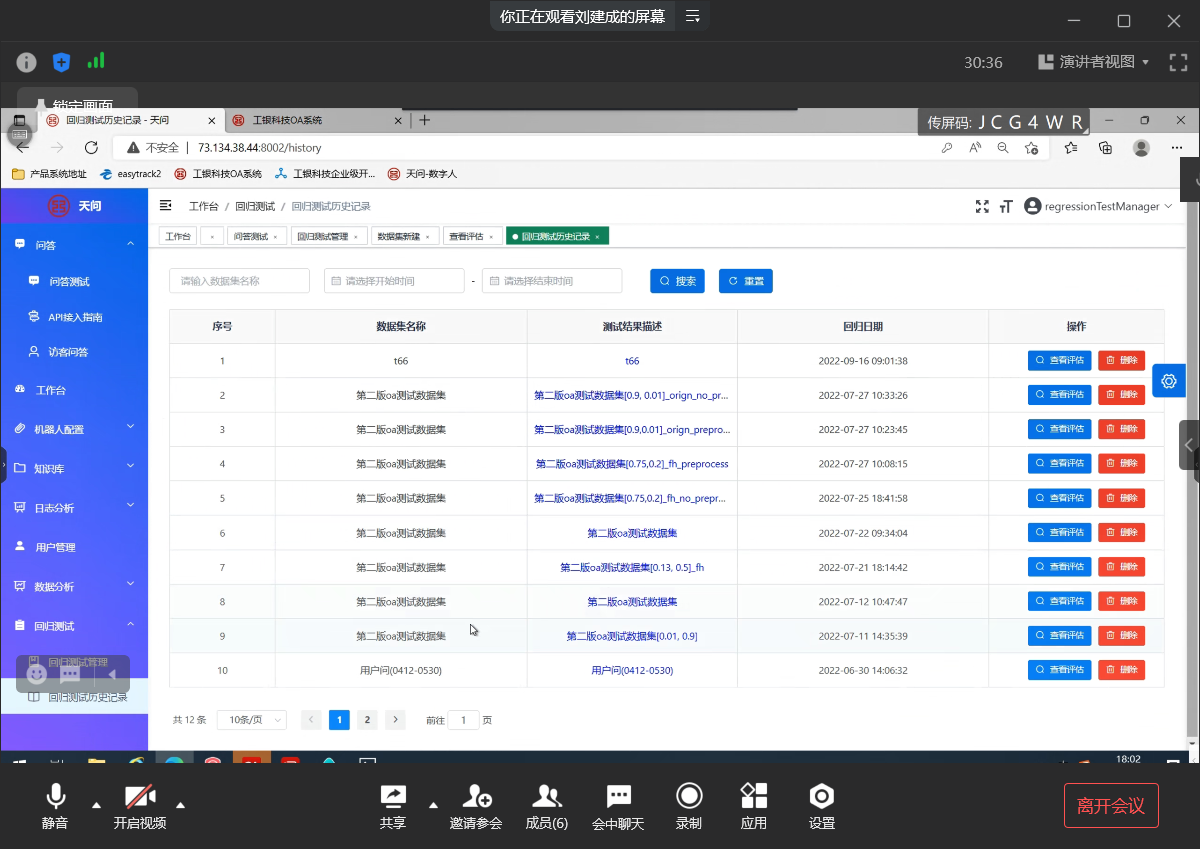 你正在观看刘建成的屏幕
30:36
演讲者视图
锁定画面
回归测试历史记录 - 天问
工银科技OA系统
传屏码: J C G 4 W R
不安全
73.134.38.44:8002/history
产品系统地址
easytrack2
工银科技OA系统
工银科技企业级开...
天问-数字人
天问
工作台 / 回归测试 / 回归测试历史记录
regressionTestManager
工作台
问答测试 ×
回归测试管理 ×
数据集新建 ×
查看评估 ×
回归测试历史记录 ×
问答
问答测试
API接入指南
访客问答
工作台
机器人配置
知识库
日志分析
用户管理
数据分析
回归测试
回归测试管理
回归测试历史记录
请输入数据集名称
请选择开始时间
-
请选择结束时间
搜索
重置
序号 数据集名称 测试结果描述 回归日期 操作
1 t66 t66 2022-09-16 09:01:38 查看评估 删除
2 第二版oa测试数据集 第二版oa测试数据集[0.9, 0.01]_orign_no_pr... 2022-07-27 10:33:26 查看评估 删除
3 第二版oa测试数据集 第二版oa测试数据集[0.9,0.01]_orign_prepro... 2022-07-27 10:23:45 查看评估 删除
4 第二版oa测试数据集 第二版oa测试数据集[0.75,0.2]_fh_preprocess 2022-07-27 10:08:15 查看评估 删除
5 第二版oa测试数据集 第二版oa测试数据集[0.75,0.2]_fh_no_prepr... 2022-07-25 18:41:58 查看评估 删除
6 第二版oa测试数据集 第二版oa测试数据集 2022-07-22 09:34:04 查看评估 删除
7 第二版oa测试数据集 第二版oa测试数据集[0.13, 0.5]_fh 2022-07-21 18:14:42 查看评估 删除
8 第二版oa测试数据集 第二版oa测试数据集 2022-07-12 10:47:47 查看评估 删除
9 第二版oa测试数据集 第二版oa测试数据集[0.01, 0.9] 2022-07-11 14:35:39 查看评估 删除
10 用户问(0412-0530) 用户问(0412-0530) 2022-06-30 14:06:32 查看评估 删除
共 12 条 10条/页 1 2 前往 1 页
18:02
静音
开启视频
共享
邀请参会
成员(6)
会中聊天
录制
应用
设置
离开会议